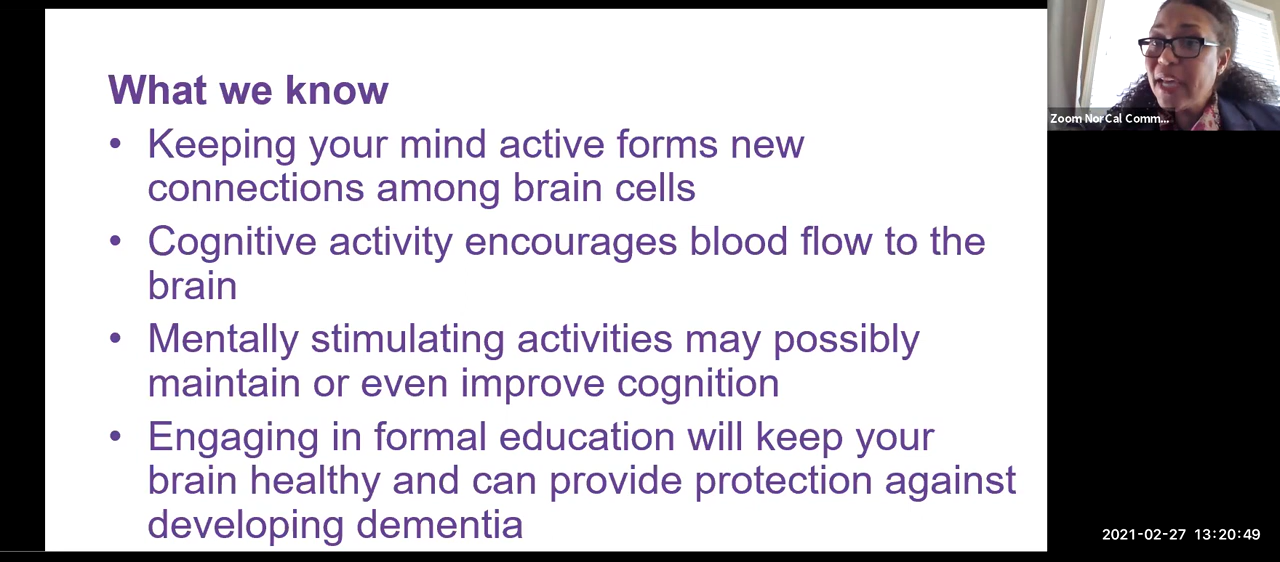 What we know
• Keeping your mind active forms new
connections among brain cells
• Cognitive activity encourages blood flow to the
brain
• Mentally stimulating activities may possibly
maintain or even improve cognition
• Engaging in formal education will keep your
brain healthy and can provide protection against
developing dementia
Zoom NorCal Comm...
2021-02-27 13:20:49